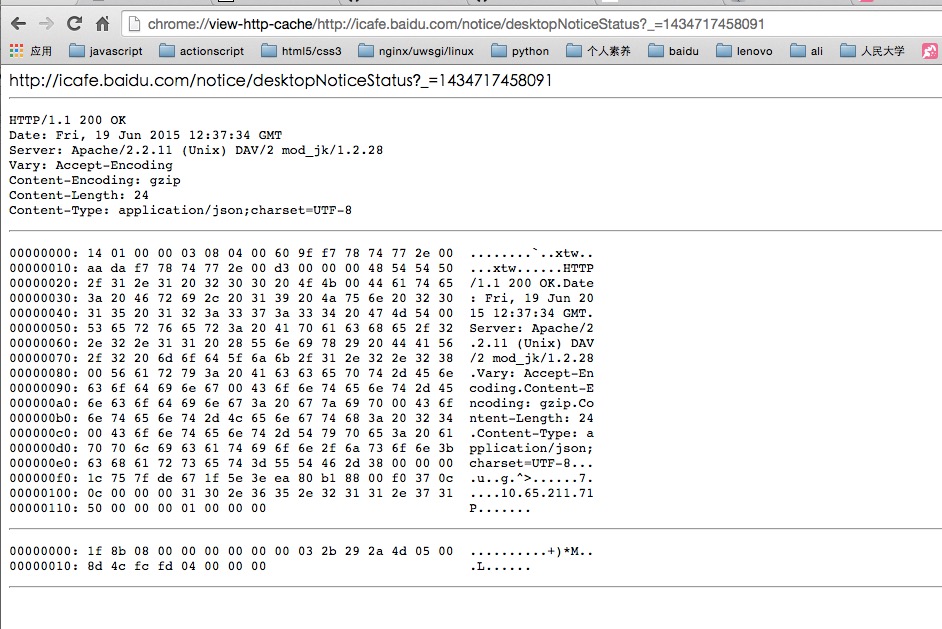 chrome://view-http-cache/http://icafe.baidu.com/notice/desktopNoticeStatus?_=1434717458091
应用 javascript actionscript html5/css3 nginx/uwsgi/linux python 个人素养 baidu lenovo ali 人民大学
http://icafe.baidu.com/notice/desktopNoticeStatus?_=1434717458091
HTTP/1.1 200 OK
Date: Fri, 19 Jun 2015 12:37:34 GMT
Server: Apache/2.2.11 (Unix) DAV/2 mod_jk/1.2.28
Vary: Accept-Encoding
Content-Encoding: gzip
Content-Length: 24
Content-Type: application/json;charset=UTF-8
00000000: 14 01 00 00 03 08 04 00 60 9f f7 78 74 77 2e 00  ........`..xtw..
00000010: aa da f7 78 74 77 2e 00 d3 00 00 00 48 54 54 50  ...xtw......HTTP
00000020: 2f 31 2e 31 20 32 30 30 20 4f 4b 00 44 61 74 65  /1.1 200 OK.Date
00000030: 3a 20 46 72 69 2c 20 31 39 20 4a 75 6e 20 32 30  : Fri, 19 Jun 20
00000040: 31 35 20 31 32 3a 33 37 3a 33 34 20 47 4d 54 00  15 12:37:34 GMT.
00000050: 53 65 72 76 65 72 3a 20 41 70 61 63 68 65 2f 32  Server: Apache/2
00000060: 2e 32 2e 31 31 20 28 55 6e 69 78 29 20 44 41 56  .2.11 (Unix) DAV
00000070: 2f 32 20 6d 6f 64 5f 6a 6b 2f 31 2e 32 2e 32 38  /2 mod_jk/1.2.28
00000080: 00 56 61 72 79 3a 20 41 63 63 65 70 74 2d 45 6e  .Vary: Accept-En
00000090: 63 6f 64 69 6e 67 00 43 6f 6e 74 65 6e 74 2d 45  coding.Content-E
000000a0: 6e 63 6f 64 69 6e 67 3a 20 67 7a 69 70 00 43 6f  ncoding: gzip.Co
000000b0: 6e 74 65 6e 74 2d 4c 65 6e 67 74 68 3a 20 32 34  ntent-Length: 24
000000c0: 00 43 6f 6e 74 65 6e 74 2d 54 79 70 65 3a 20 61  .Content-Type: a
000000d0: 70 70 6c 69 63 61 74 69 6f 6e 2f 6a 73 6f 6e 3b  pplication/json;
000000e0: 63 68 61 72 73 65 74 3d 55 54 46 2d 38 00 00 00  charset=UTF-8...
000000f0: 1c 75 7f de 67 1f 5e 3e ea 80 b1 88 00 f0 37 0c  .u..g.^>......7.
00000100: 0c 00 00 00 31 30 2e 36 35 2e 32 31 31 2e 37 31  ....10.65.211.71
00000110: 50 00 00 00 01 00 00 00  P.......
00000000: 1f 8b 08 00 00 00 00 00 00 03 2b 29 2a 4d 05 00  ..........+)*M..
00000010: 8d 4c fc fd 04 00 00 00  .L......